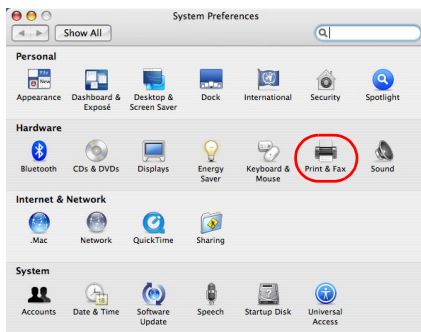 System Preferences
Show All
Personal
Appearance
Dashboard & Exposé
Desktop & Screen Saver
Dock
International
Security
Spotlight
Hardware
Bluetooth
CDs & DVDs
Displays
Energy Saver
Keyboard & Mouse
Print & Fax
Sound
Internet & Network
.Mac
Network
QuickTime
Sharing
System
Accounts
Date & Time
Software Update
Speech
Startup Disk
Universal Access